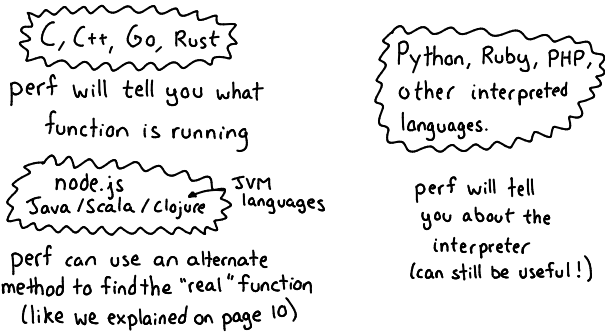 C, C++, Go, Rust
perf will tell you what
function is running
node.js
Java/Scala/Clojure
JVM
languages
perf can use an alternate
method to find the "real" function
(like we explained on page 10)
Python, Ruby, PHP,
other interpreted
languages.
perf will tell
you about the
interpreter
(can still be useful!)